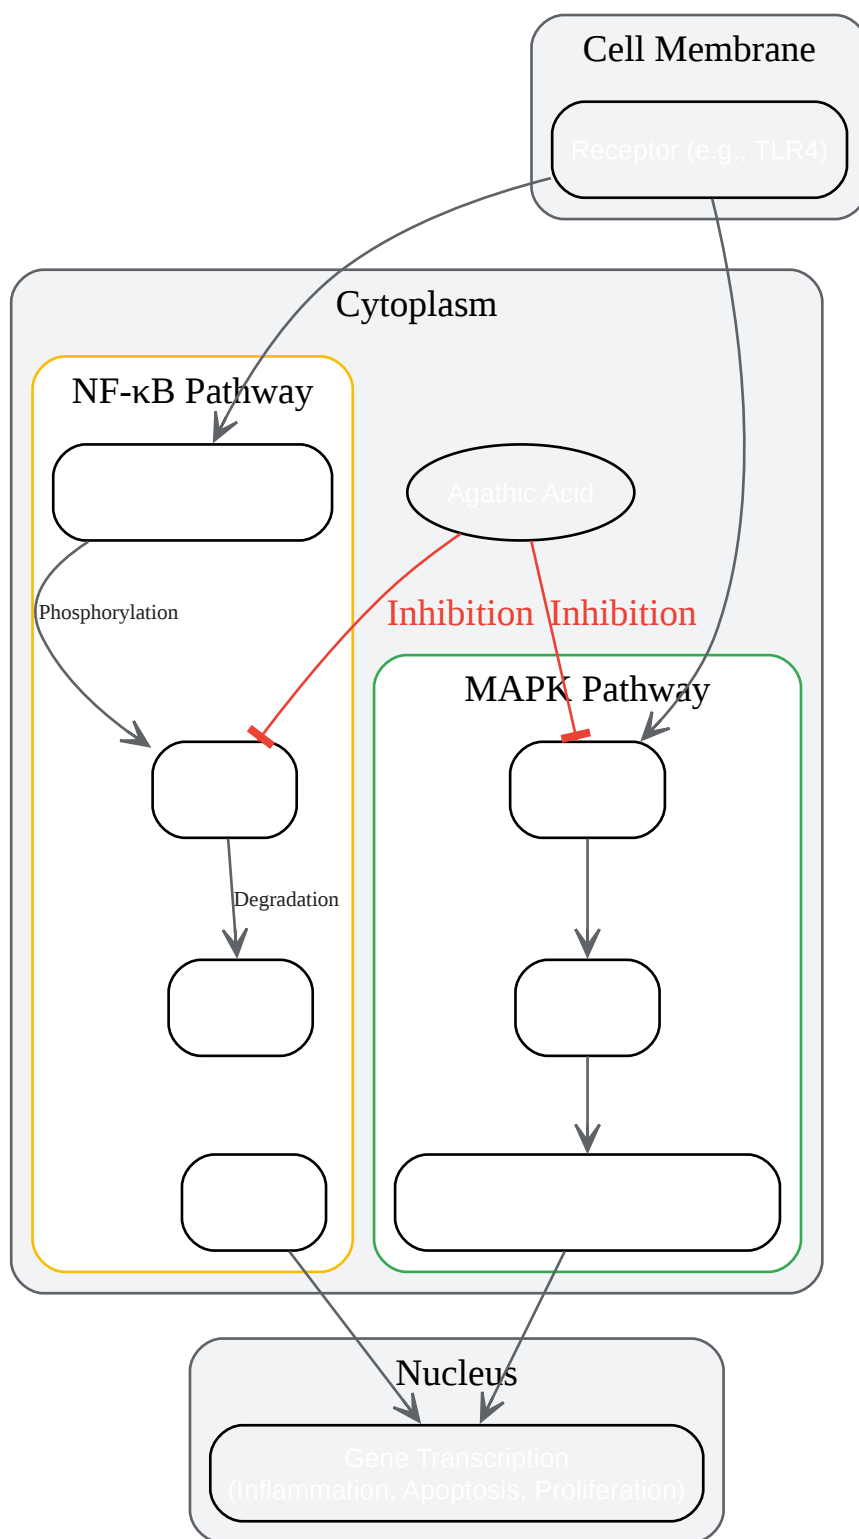 Cell Membrane
Receptor (e.g., TLR4)
Cytoplasm
NF-κB Pathway
Agathic Acid
Phosphorylation
Inhibition
Inhibition
MAPK Pathway
Degradation
Nucleus
Gene Transcription
(Inflammation, Apoptosis, Proliferation)